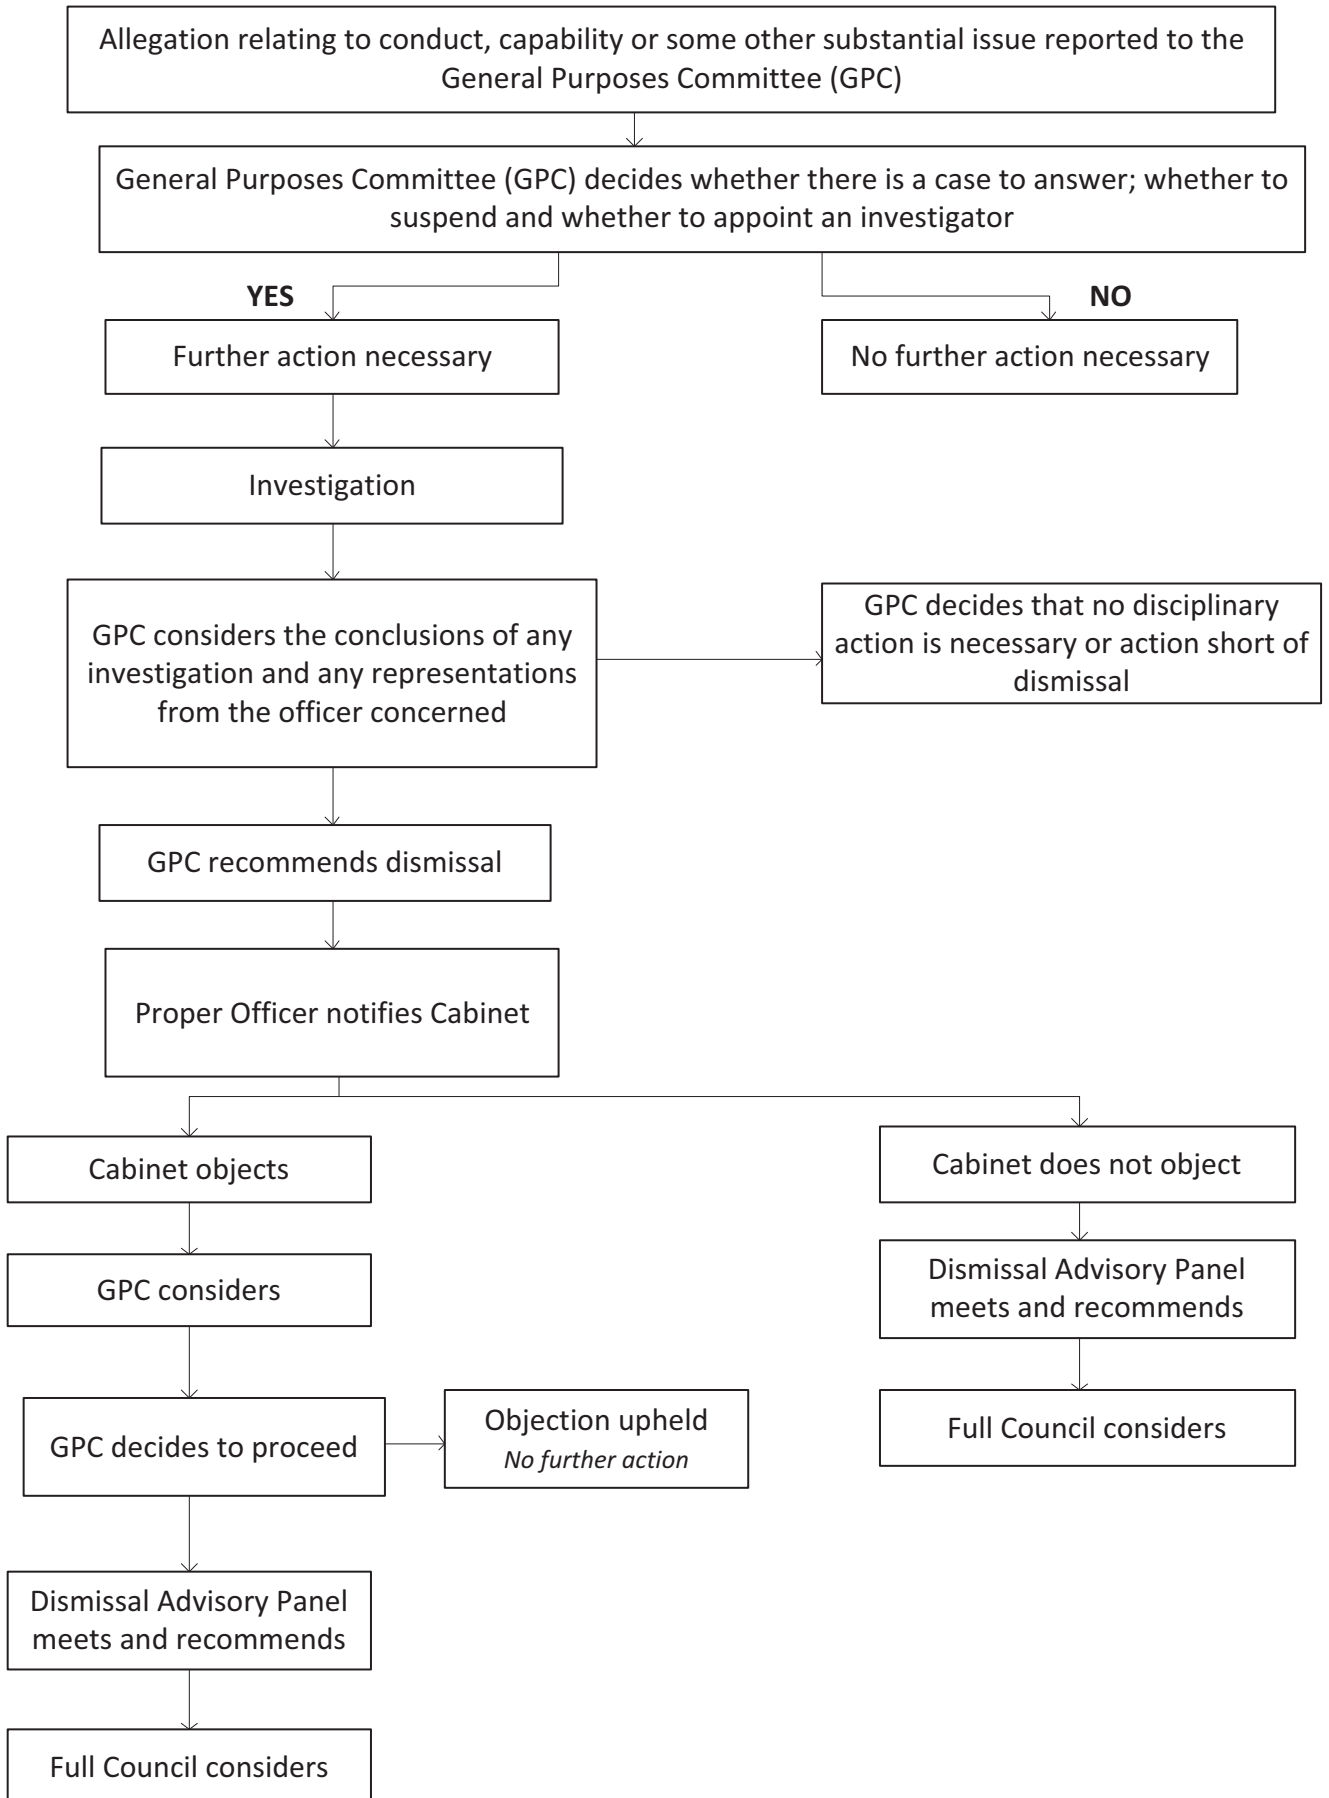 Allegation relating to conduct, capability or some other substantial issue reported to the
General Purposes Committee (GPC)
General Purposes Committee (GPC) decides whether there is a case to answer; whether to
suspend and whether to appoint an investigator
YES
NO
Further action necessary
No further action necessary
Investigation
GPC considers the conclusions of any
investigation and any representations
from the officer concerned
GPC decides that no disciplinary
action is necessary or action short of
dismissal
GPC recommends dismissal
Proper Officer notifies Cabinet
Cabinet objects
Cabinet does not object
GPC considers
Dismissal Advisory Panel
meets and recommends
GPC decides to proceed
Objection upheld
No further action
Full Council considers
Dismissal Advisory Panel
meets and recommends
Full Council considers